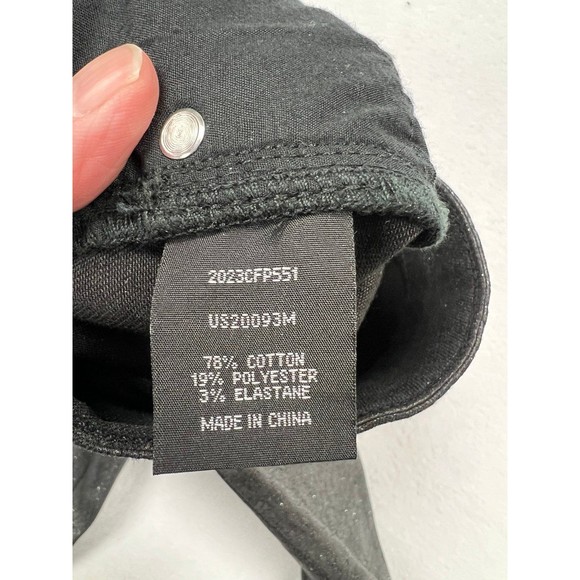 2023CFP551
US20093M
78% COTTON
19% POLYESTER
3% ELASTANE
MADE IN CHINA